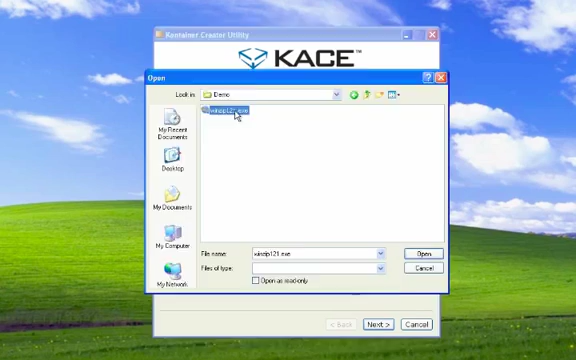 Kontainer Creator Utility
KACE™
Open
Look in: Demo
winzip121.exe
My Recent
Documents
Desktop
My Documents
My Computer
My Network
File name: winzip121.exe Open
Files of type: Cancel
Open as read-only
< Back Next > Cancel